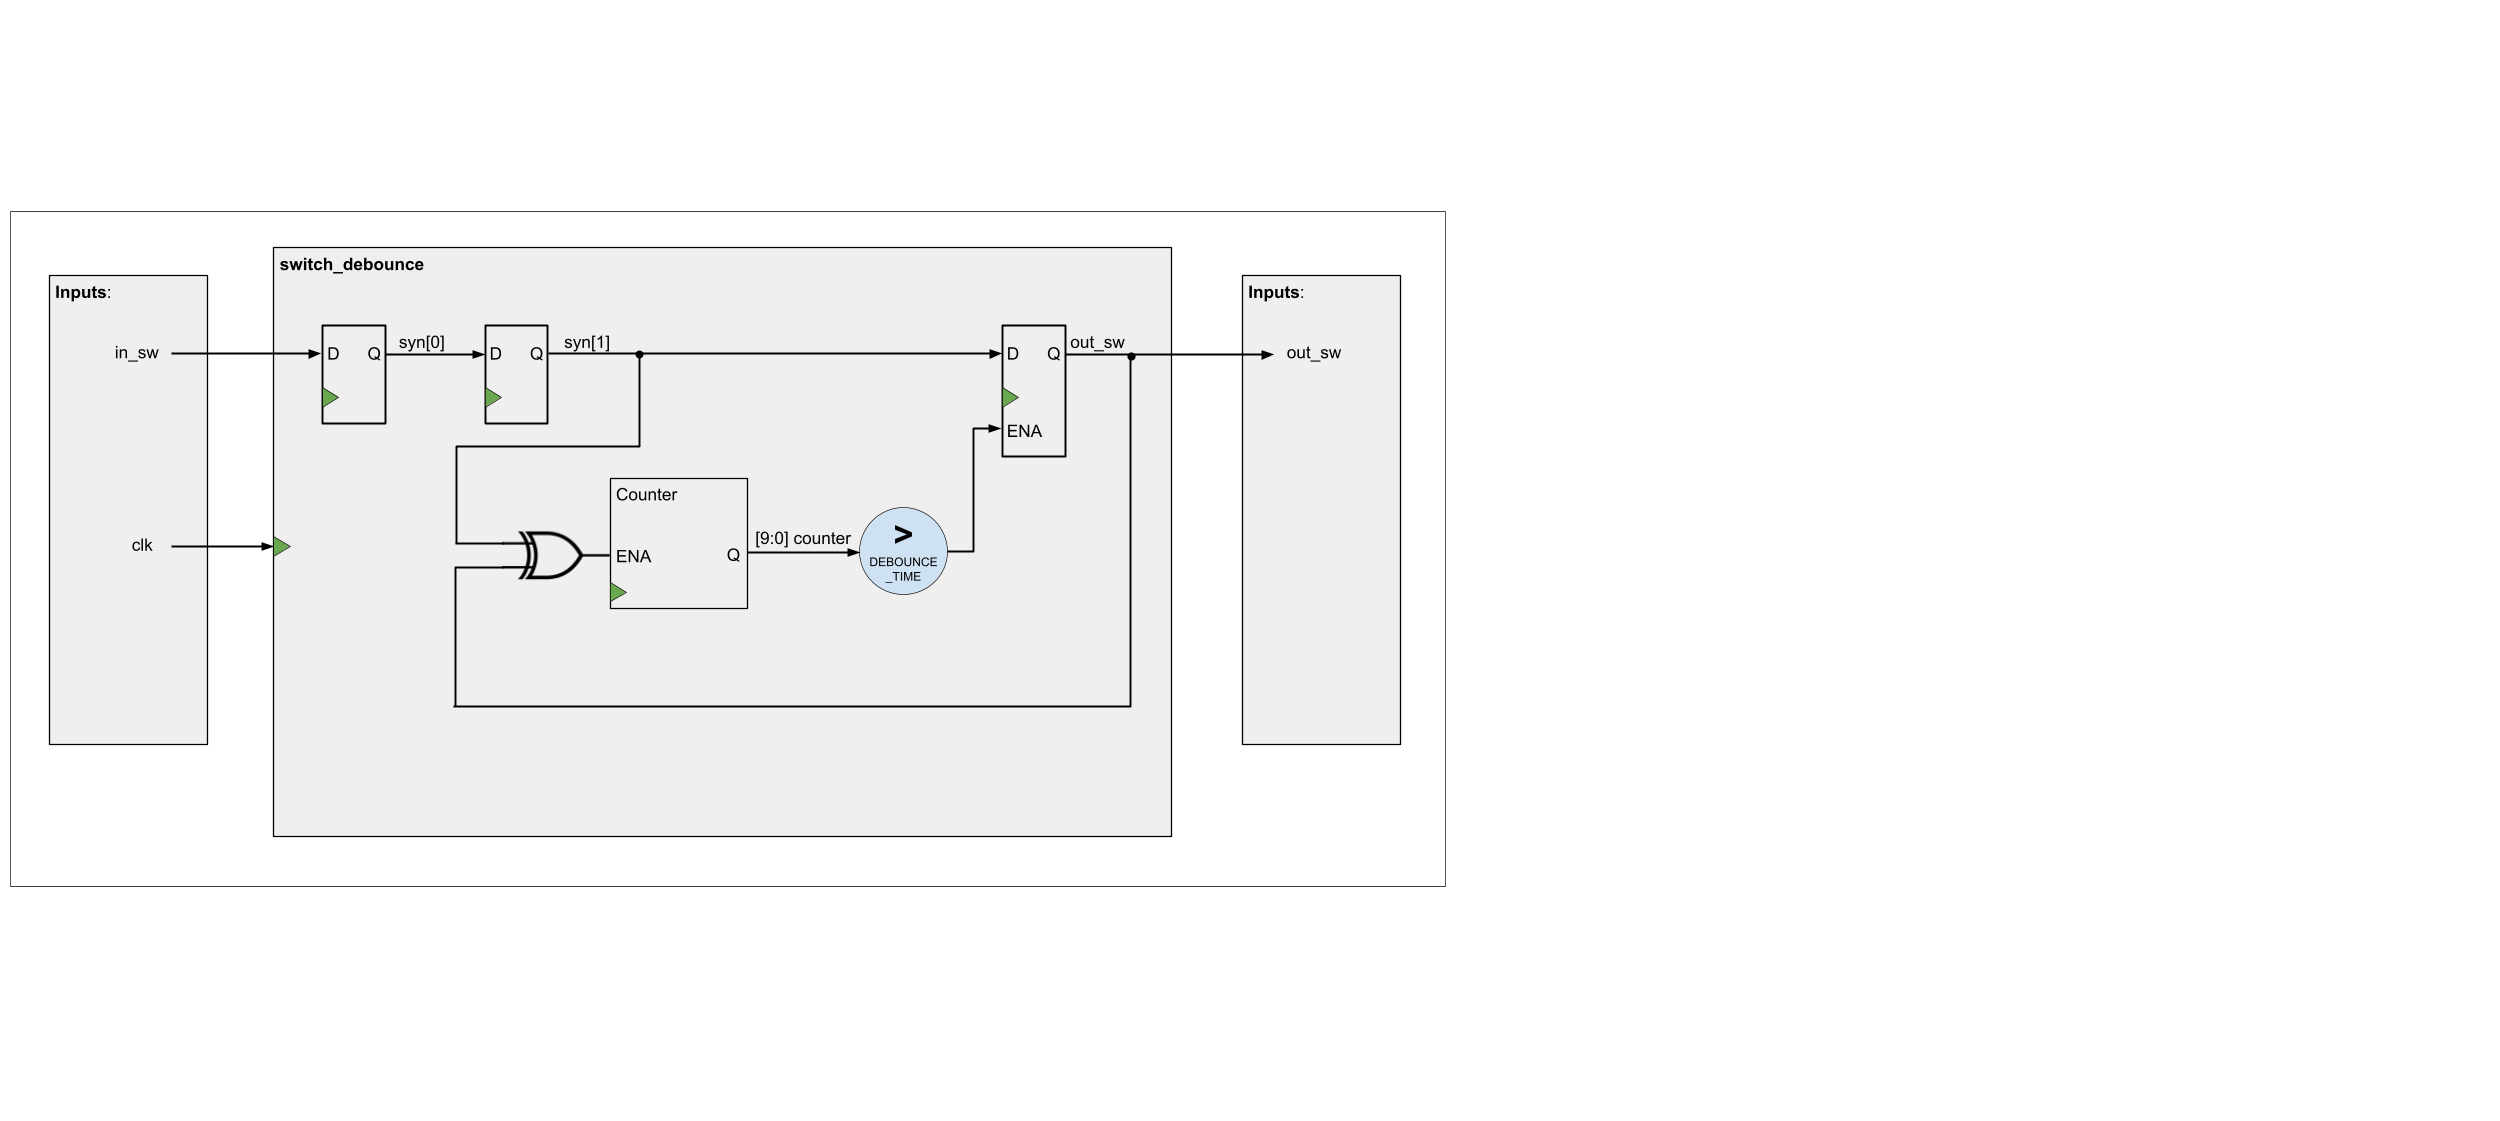 switch_debounce
Inputs:
Inputs:
in_sw
D Q
syn[0]
D Q
syn[1]
D Q
out_sw
out_sw
ENA
Counter
clk
ENA
Q
[9:0] counter
>
DEBOUNCE
_TIME